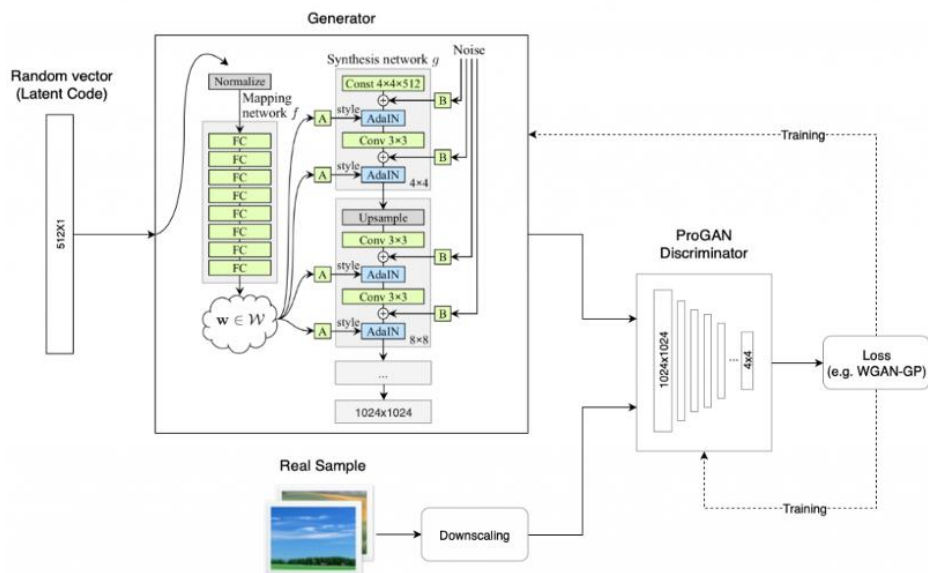 Generator
Random vector
(Latent Code)
512X1
Normalize
Mapping
network f
FC
FC
FC
FC
FC
FC
FC
FC
w ∈ W
Synthesis network g
Noise
Const 4×4×512
B
A
style
AdaIN
Conv 3×3
B
A
style
AdaIN
4×4
Upsample
Conv 3×3
B
A
style
AdaIN
Conv 3×3
B
A
style
AdaIN
8×8
...
1024x1024
Training
ProGAN
Discriminator
1024x1024
...
4x4
Loss
(e.g. WGAN-GP)
Training
Real Sample
Downscaling